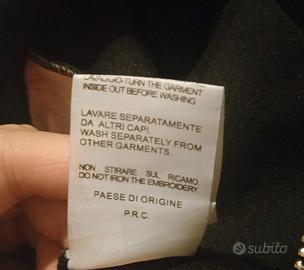 LAVAGGIO-TURN THE GARMENT
INSIDE OUT BEFORE WASHING
LAVARE SEPARATAMENTE
DA ALTRI CAPI
WASH SEPARATELY FROM
OTHER GARMENTS
NON STIRARE SUL RICAMO
DO NOT IRON THE EMBROIDERY.
PAESE DI ORIGINE
P.R.C.
subito